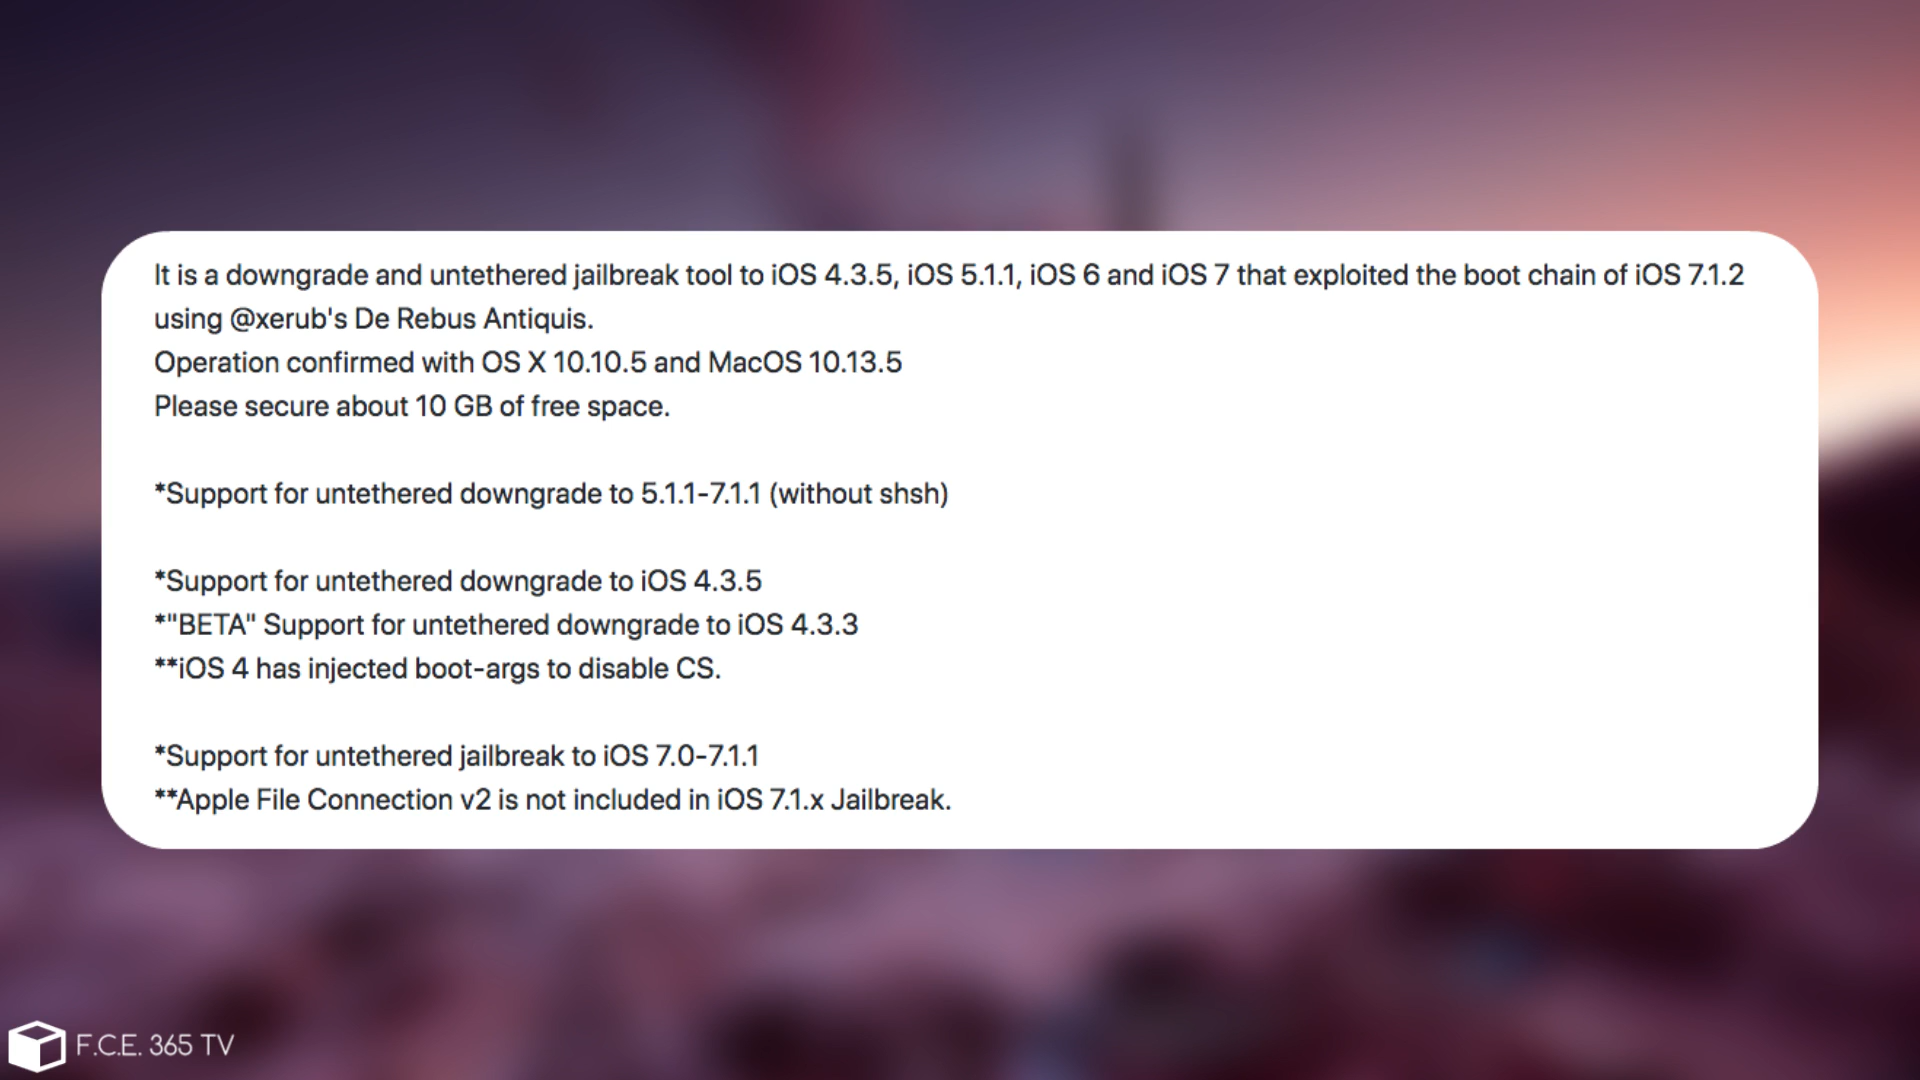 It is a downgrade and untethered jailbreak tool to iOS 4.3.5, iOS 5.1.1, iOS 6 and iOS 7 that exploited the boot chain of iOS 7.1.2
using @xerub's De Rebus Antiquis.
Operation confirmed with OS X 10.10.5 and MacOS 10.13.5
Please secure about 10 GB of free space.
*Support for untethered downgrade to 5.1.1-7.1.1 (without shsh)
*Support for untethered downgrade to iOS 4.3.5
*"BETA" Support for untethered downgrade to iOS 4.3.3
**iOS 4 has injected boot-args to disable CS.
*Support for untethered jailbreak to iOS 7.0-7.1.1
**Apple File Connection v2 is not included in iOS 7.1.x Jailbreak.
F.C.E. 365 TV